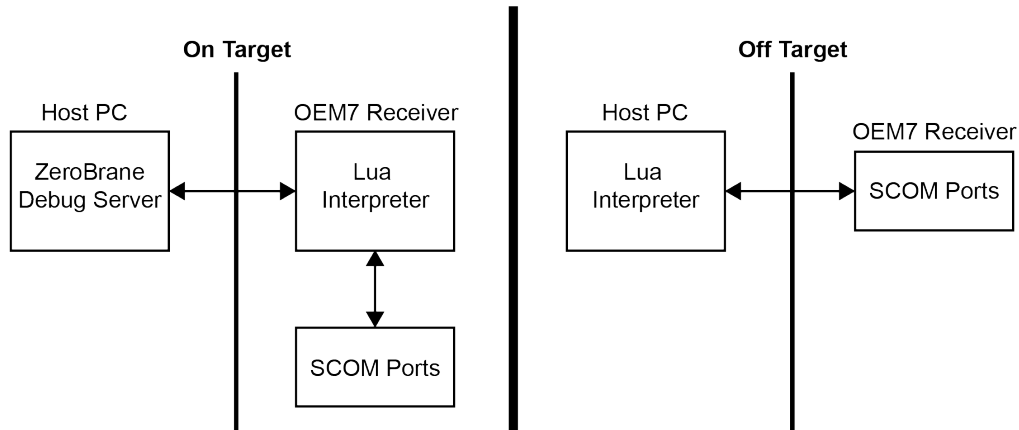 On Target
Host PC
ZeroBrane
Debug Server
OEM7 Receiver
Lua
Interpreter
SCOM Ports
Off Target
Host PC
Lua
Interpreter
OEM7 Receiver
SCOM Ports